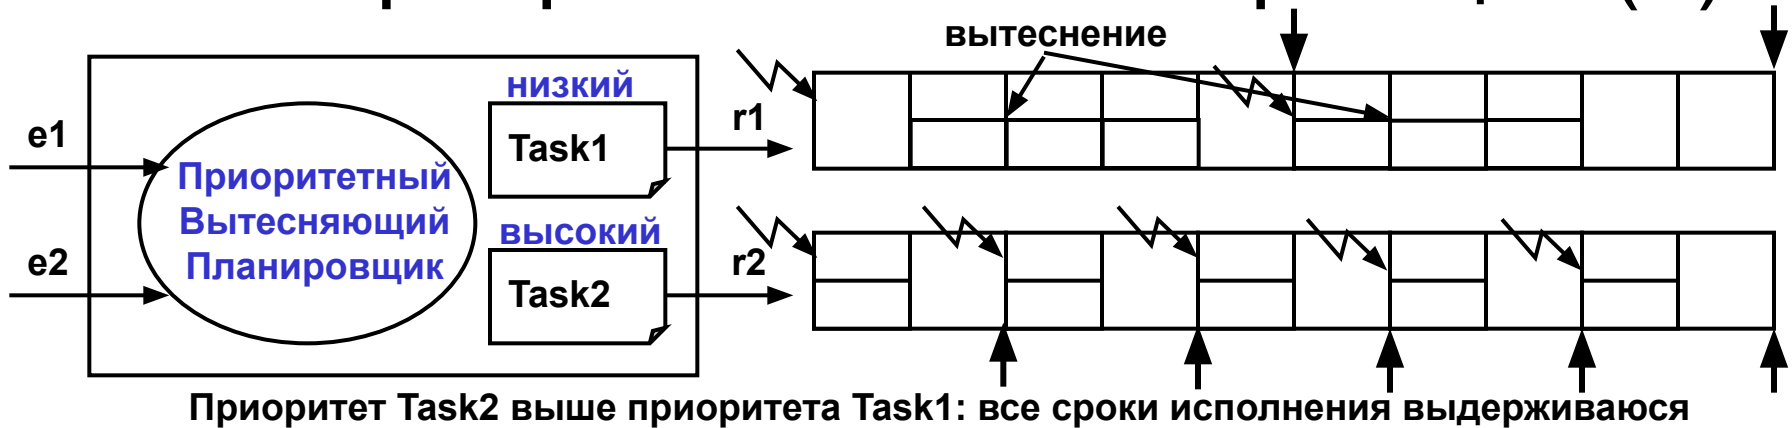 вытеснение
низкий
e1
Task1
r1
Приоритетный
Вытесняющий
Планировщик
высокий
e2
Task2
r2
Приоритет Task2 выше приоритета Task1: все сроки исполнения выдерживаюся